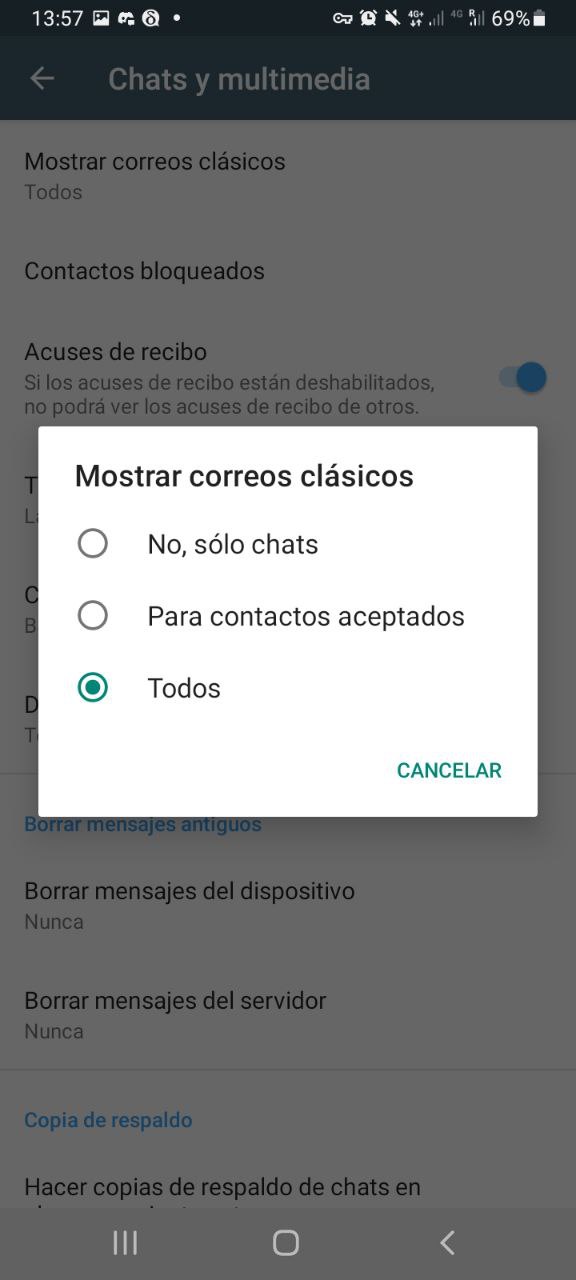 13:57
4G+ 4G R 69%
Chats y multimedia
Mostrar correos clásicos
Todos
Contactos bloqueados
Acuses de recibo
Si los acuses de recibo están deshabilitados,
no podrá ver los acuses de recibo de otros.
Mostrar correos clásicos
No, sólo chats
Para contactos aceptados
Todos
CANCELAR
Borrar mensajes antiguos
Borrar mensajes del dispositivo
Nunca
Borrar mensajes del servidor
Nunca
Copia de respaldo
Hacer copias de respaldo de chats en